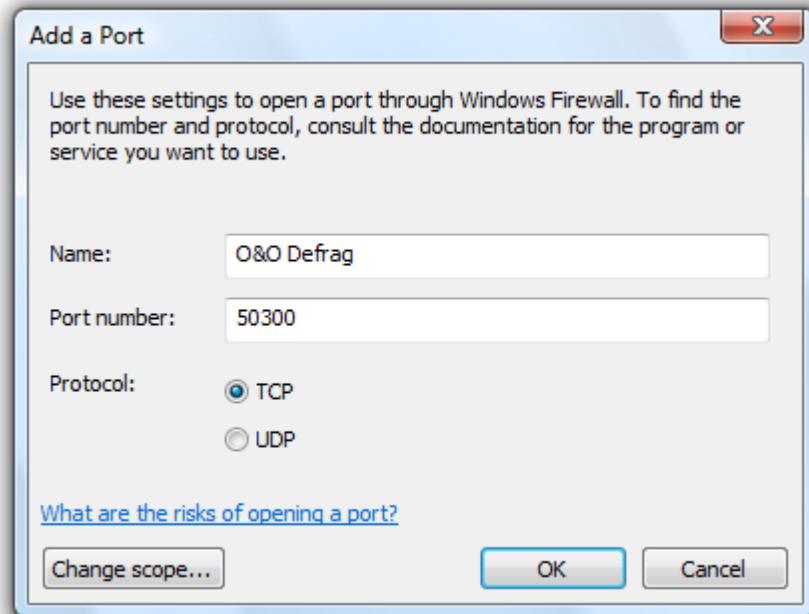 Add a Port
Use these settings to open a port through Windows Firewall. To find the
port number and protocol, consult the documentation for the program or
service you want to use.
Name: O&O Defrag
Port number: 50300
Protocol: TCP
UDP
What are the risks of opening a port?
Change scope... OK Cancel